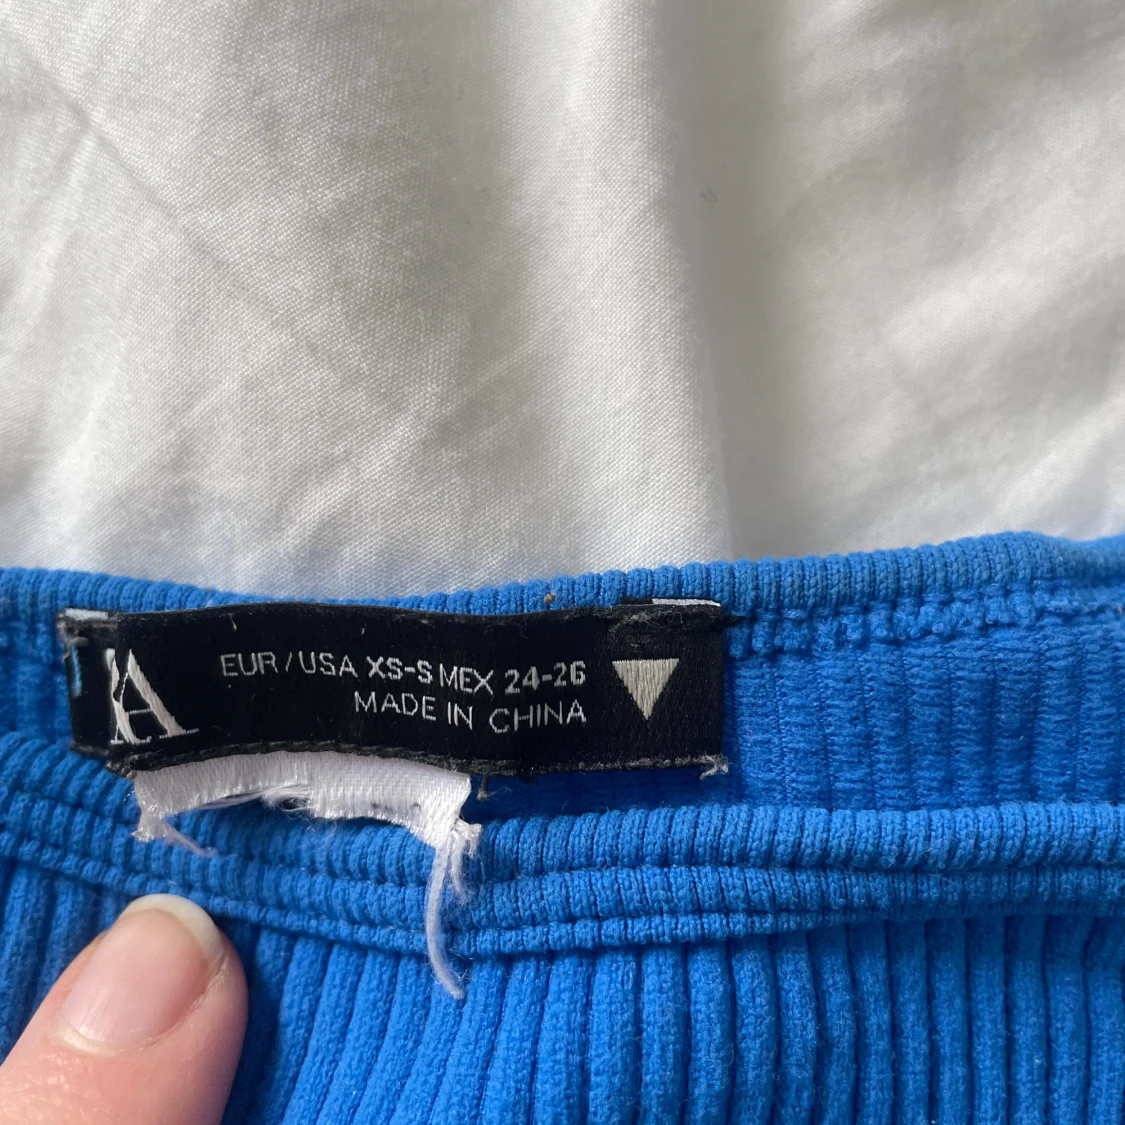 A
EUR/USA XS-S MEX 24-26
MADE IN CHINA